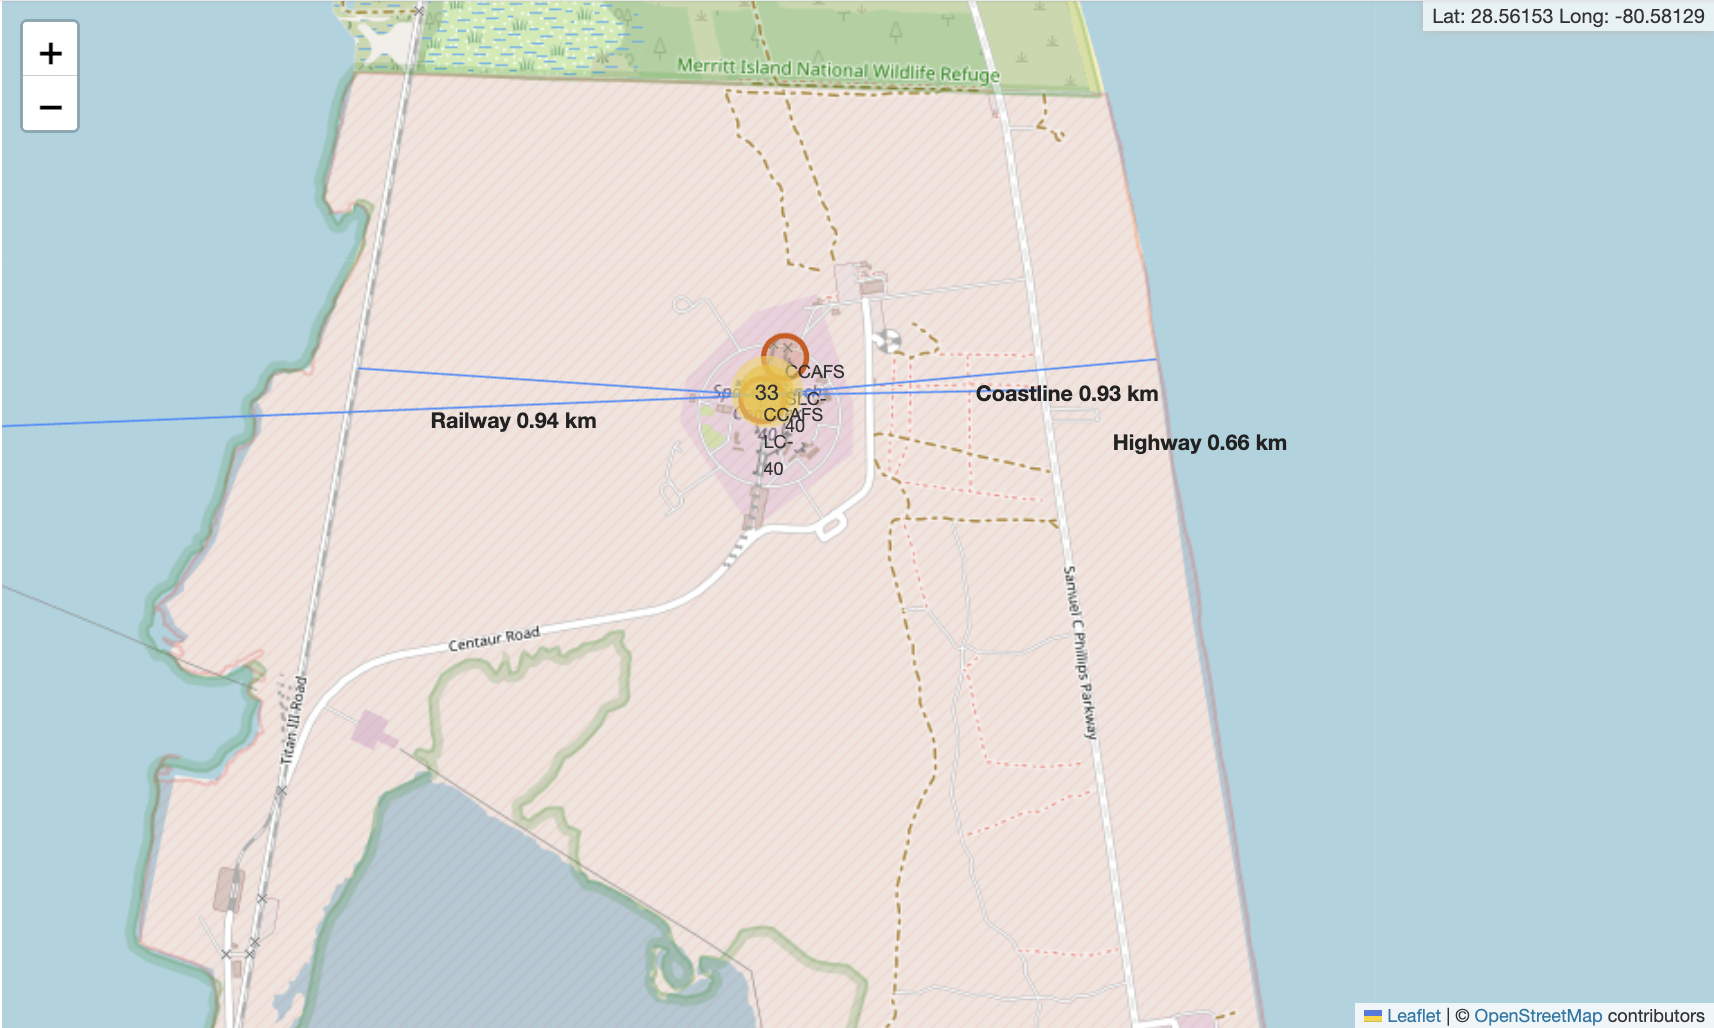 +
−
Lat: 28.56153 Long: -80.58129
Merritt Island National Wildlife Refuge
CCAFS
33
SLC-
CCAFS
40
LC-
40
Coastline 0.93 km
Railway 0.94 km
Highway 0.66 km
Centaur Road
Titan III Road
Samuel C Phillips Parkway
Leaflet | © OpenStreetMap contributors